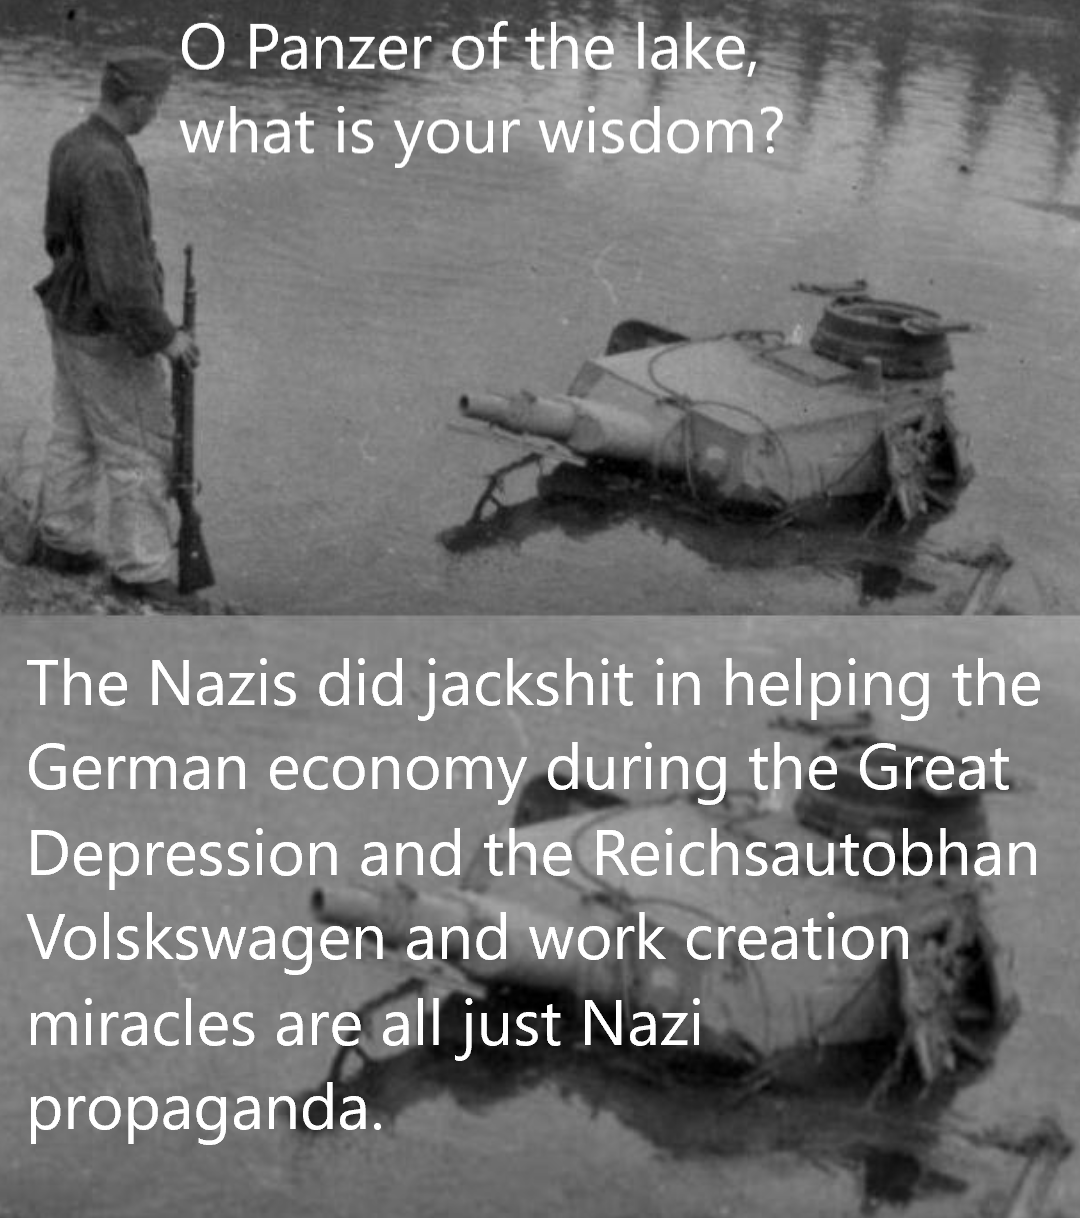 O Panzer of the lake,
what is your wisdom?
The Nazis did jackshit in helping the
German economy during the Great
Depression and the Reichsautobhan
Volskswagen and work creation
miracles are all just Nazi
propaganda.